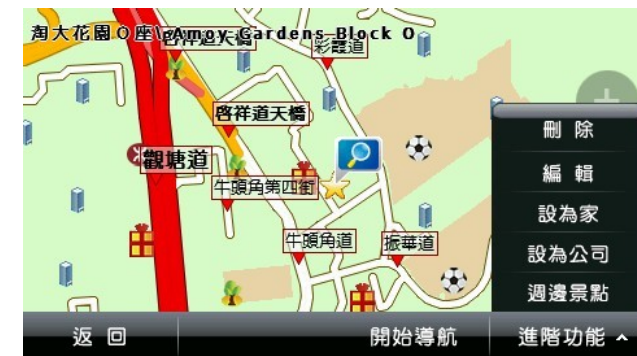 淘大花園O座\Amoy Gardens Block O
啓祥道天橋
彩霞道
啓祥道天橋
觀塘道
牛頭角第四街
牛頭角道
振華道
刪 除
編 輯
設為家
設為公司
週邊景點
返 回
開始導航
進階功能